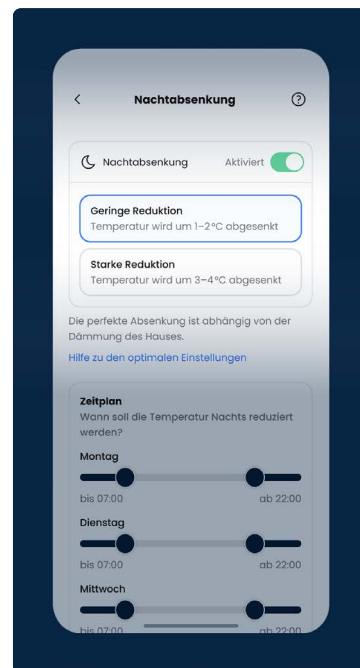 Nachtabsenkung
Nachtabsenkung Aktiviert
Geringe Reduktion
Temperatur wird um 1–2°C abgesenkt
Starke Reduktion
Temperatur wird um 3–4°C abgesenkt
Die perfekte Absenkung ist abhängig von der
Dämmung des Hauses.
Hilfe zu den optimalen Einstellungen
Zeitplan
Wann soll die Temperatur Nachts reduziert
werden?
Montag
bis 07:00 ab 22:00
Dienstag
bis 07:00 ab 22:00
Mittwoch
bis 07:00 ab 22:00